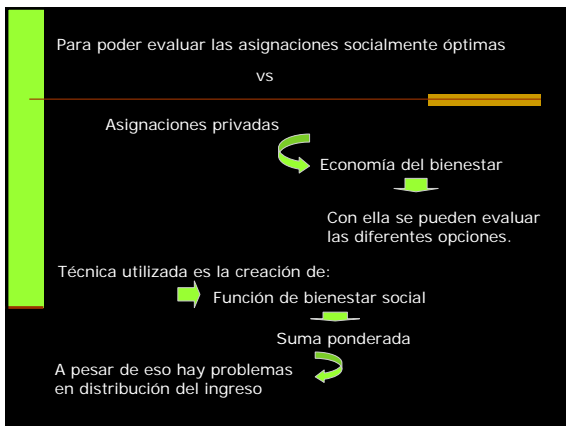 Para poder evaluar las asignaciones socialmente óptimas
vs
Asignaciones privadas
Economía del bienestar
Con ella se pueden evaluar
las diferentes opciones.
Técnica utilizada es la creación de:
Función de bienestar social
Suma ponderada
A pesar de eso hay problemas
en distribución del ingreso